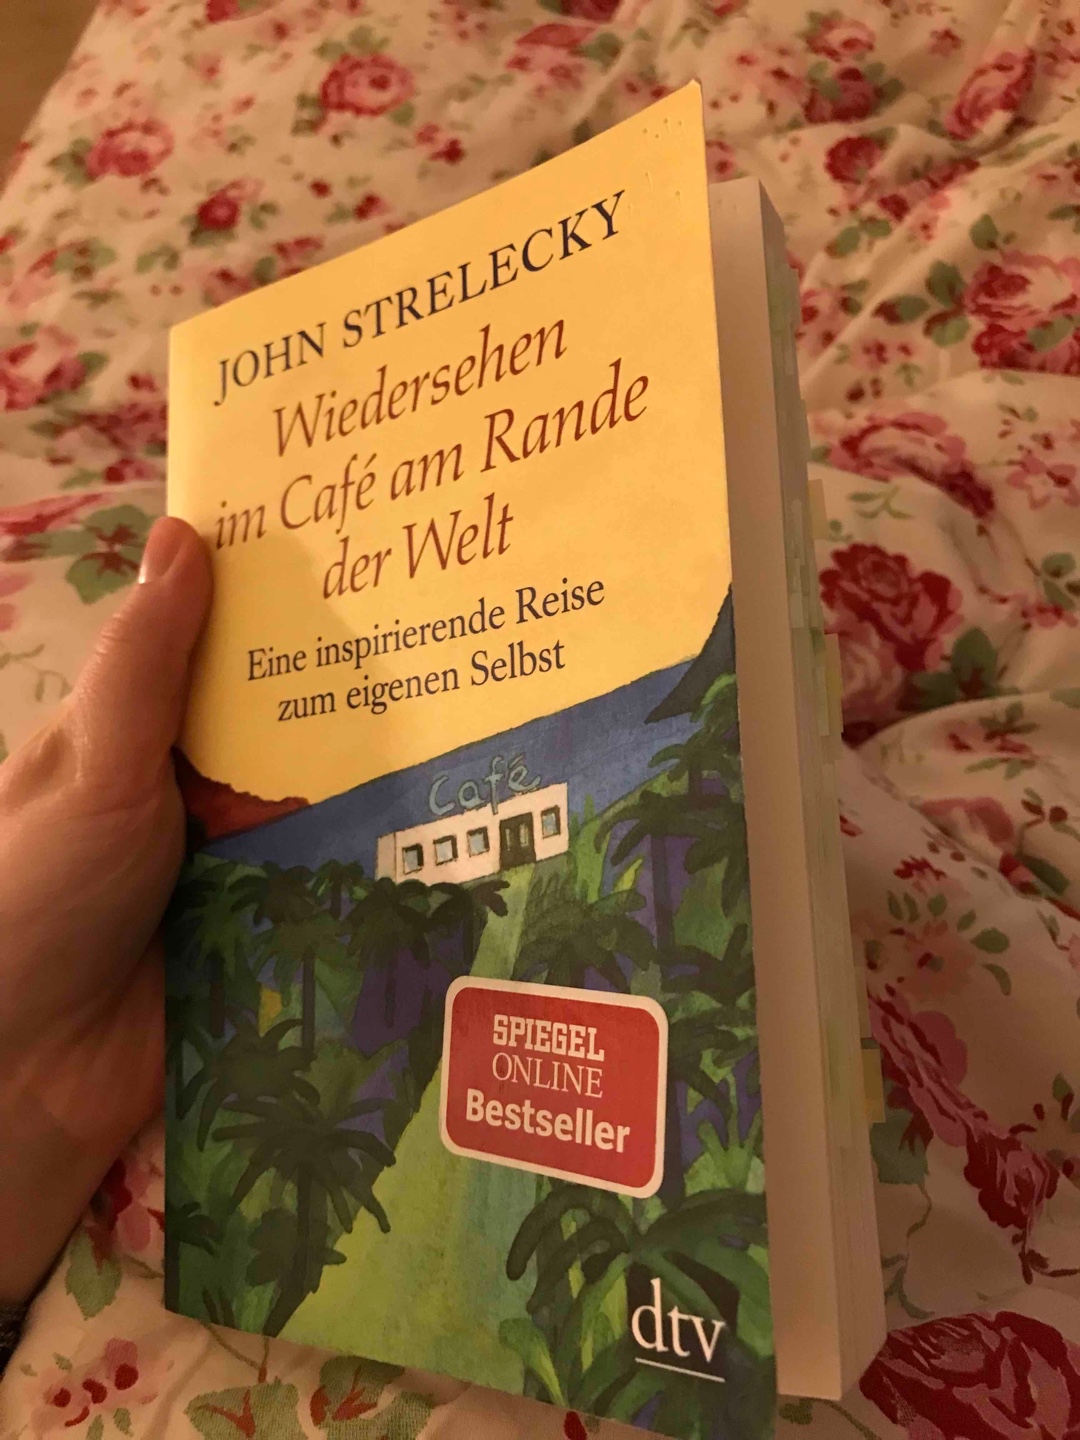 JOHN STRELECKY
Wiedersehen
im Café am Rande
der Welt
Eine inspirierende Reise
zum eigenen Selbst
Café
SPIEGEL
ONLINE
Bestseller
dtv